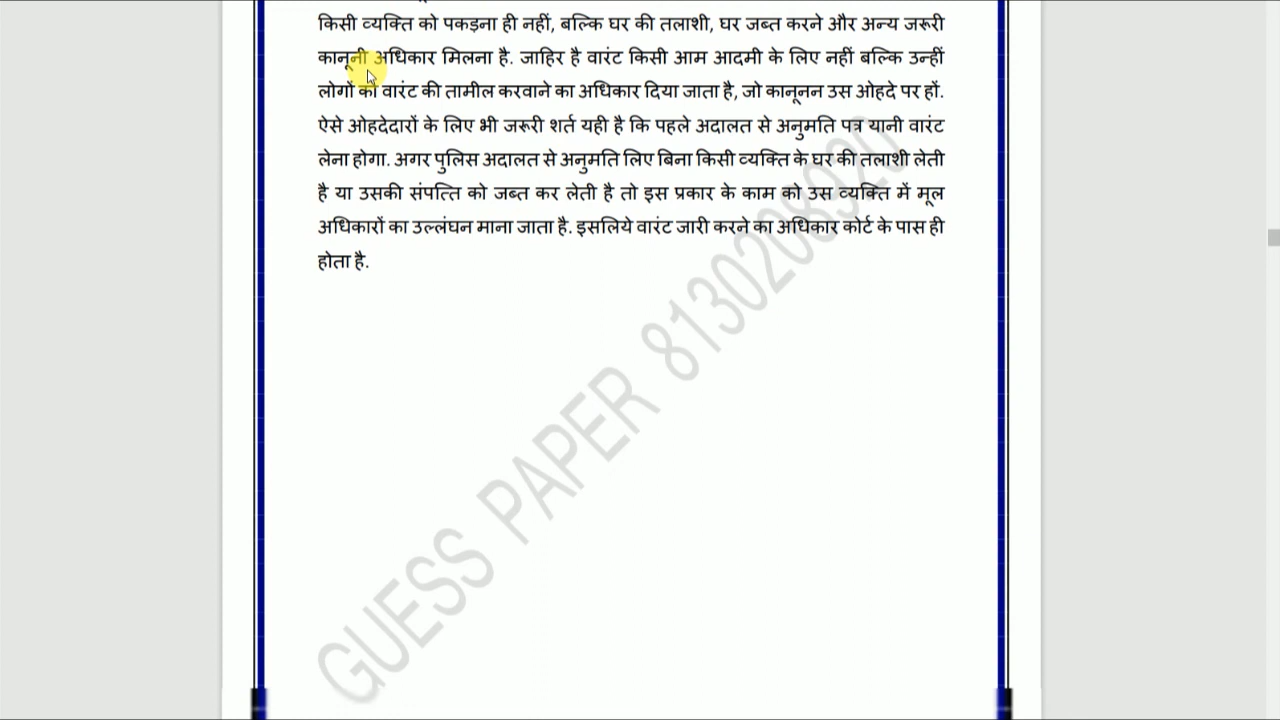 किसी व्यक्ति को पकड़ना ही नहीं, बल्कि घर की तलाशी, घर जब्त करने और अन्य जरूरी
कानूनी अधिकार मिलना है. जाहिर है वारंट किसी आम आदमी के लिए नहीं बल्कि उन्हीं
लोगों को वारंट की तामील करवाने का अधिकार दिया जाता है, जो कानूनन उस ओहदे पर हों.
ऐसे ओहदेदारों के लिए भी जरूरी शर्त यही है कि पहले अदालत से अनुमति पत्र यानी वारंट
लेना होगा. अगर पुलिस अदालत से अनुमति लिए बिना किसी व्यक्ति के घर की तलाशी लेती
है या उसकी संपत्ति को जब्त कर लेती है तो इस प्रकार के काम को उस व्यक्ति में मूल
अधिकारों का उल्लंघन माना जाता है. इसलिये वारंट जारी करने का अधिकार कोर्ट के पास ही
होता है.
GUESS PAPER 8130208920